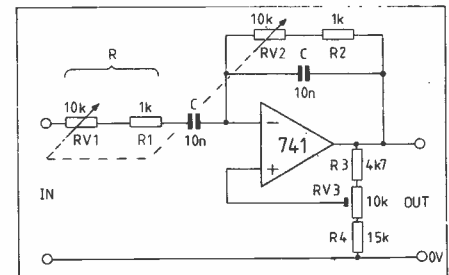 10k
1k
RV2
R2
C
10n
R
10k
1k
C
RV1
R1
10n
−
741
+
R3
4k7
RV3
10k
IN
OUT
R4
15k
0V